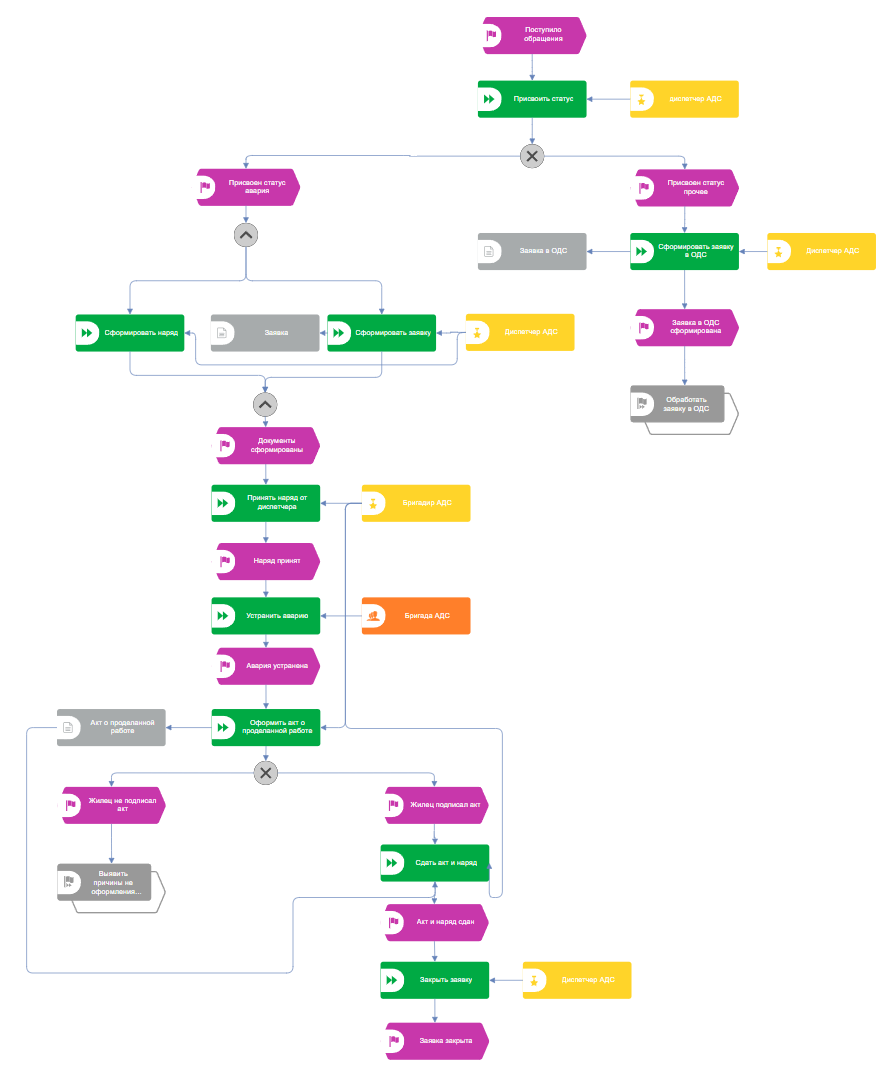 Поступило
обращения
Присвоить статус
диспетчер АДС
Присвоен статус
авария
Присвоен статус
прочее
Заявка в ОДС
Сформировать заявку
в ОДС
Диспетчер АДС
Сформировать наряд
Заявка
Сформировать заявку
Диспетчер АДС
Заявка в ОДС
сформирована
Обработать
заявку в ОДС
Документы
сформированы
Принять наряд от
диспетчера
Бригадир АДС
Наряд принят
Устранить аварию
Бригада АДС
Авария устранена
Акт о проделанной
работе
Оформить акт о
проделанной работе
Жилец не подписал
акт
Жилец подписал акт
Выявить
причины не
оформления...
Сдать акт и наряд
Акт и наряд сдан
Закрыть заявку
Диспетчер АДС
Заявка закрыта